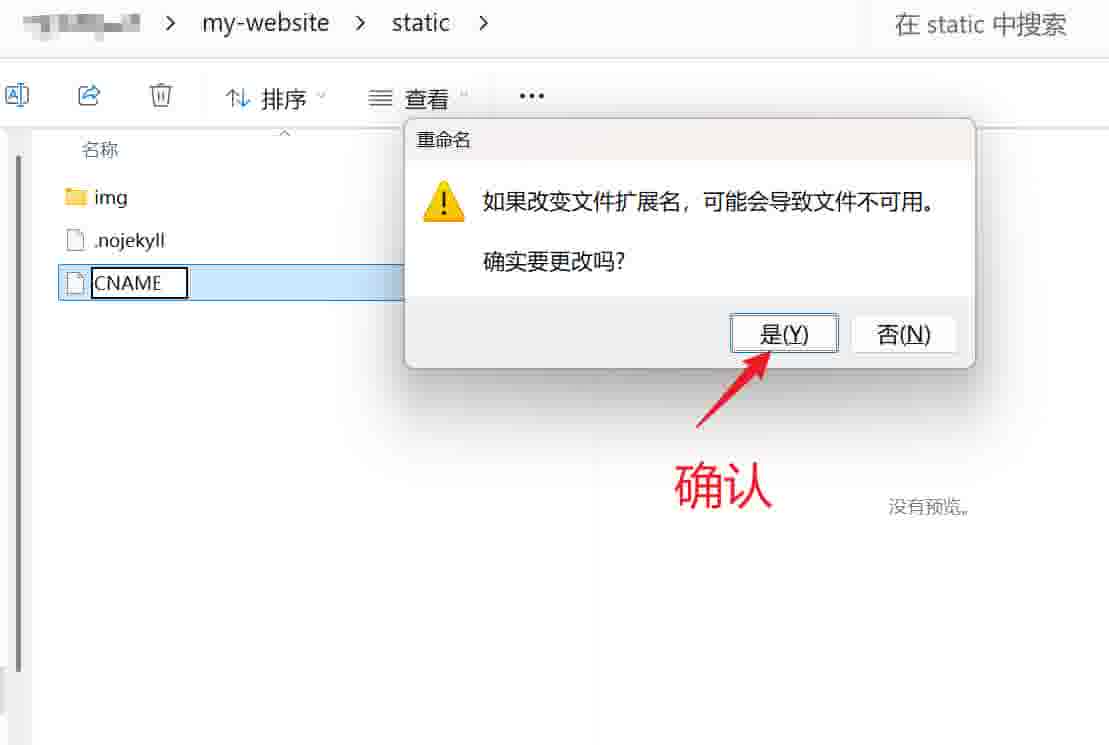 my-website > static >
在 static 中搜索
排序
查看
···
名称
img
.nojekyll
CNAME
重命名
如果改变文件扩展名，可能会导致文件不可用。
确实要更改吗?
是(Y)
否(N)
确认
没有预览。